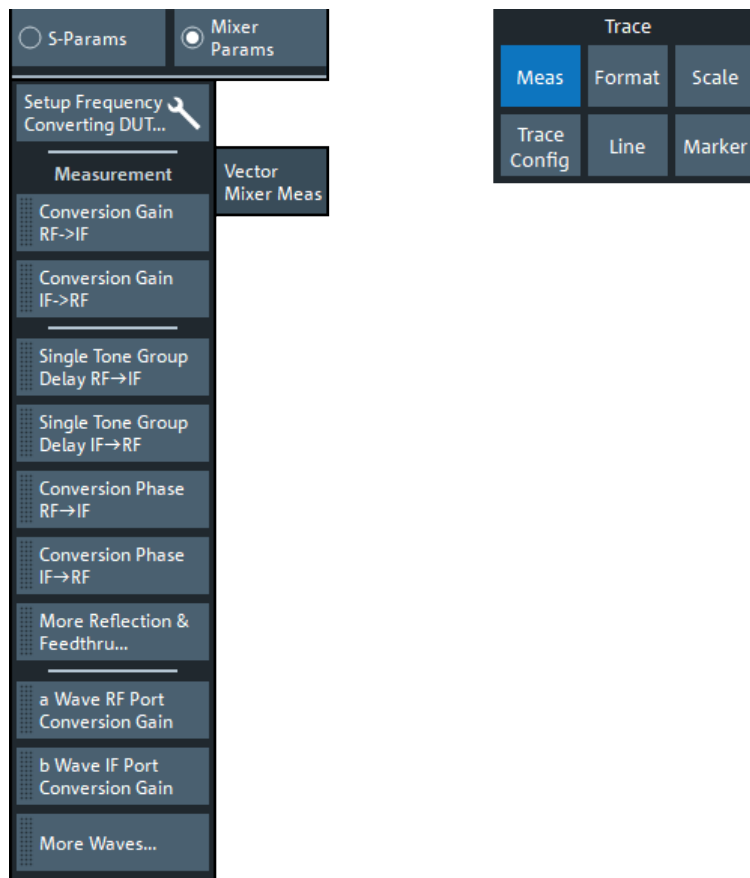 S-Params
Mixer
Params
Setup Frequency
Converting DUT...
Measurement
Conversion Gain
RF->IF
Conversion Gain
IF->RF
Single Tone Group
Delay RF→IF
Single Tone Group
Delay IF→RF
Conversion Phase
RF→IF
Conversion Phase
IF→RF
More Reflection &
Feedthru...
a Wave RF Port
Conversion Gain
b Wave IF Port
Conversion Gain
More Waves...
Vector
Mixer Meas
Trace
Meas
Format
Scale
Trace
Config
Line
Marker